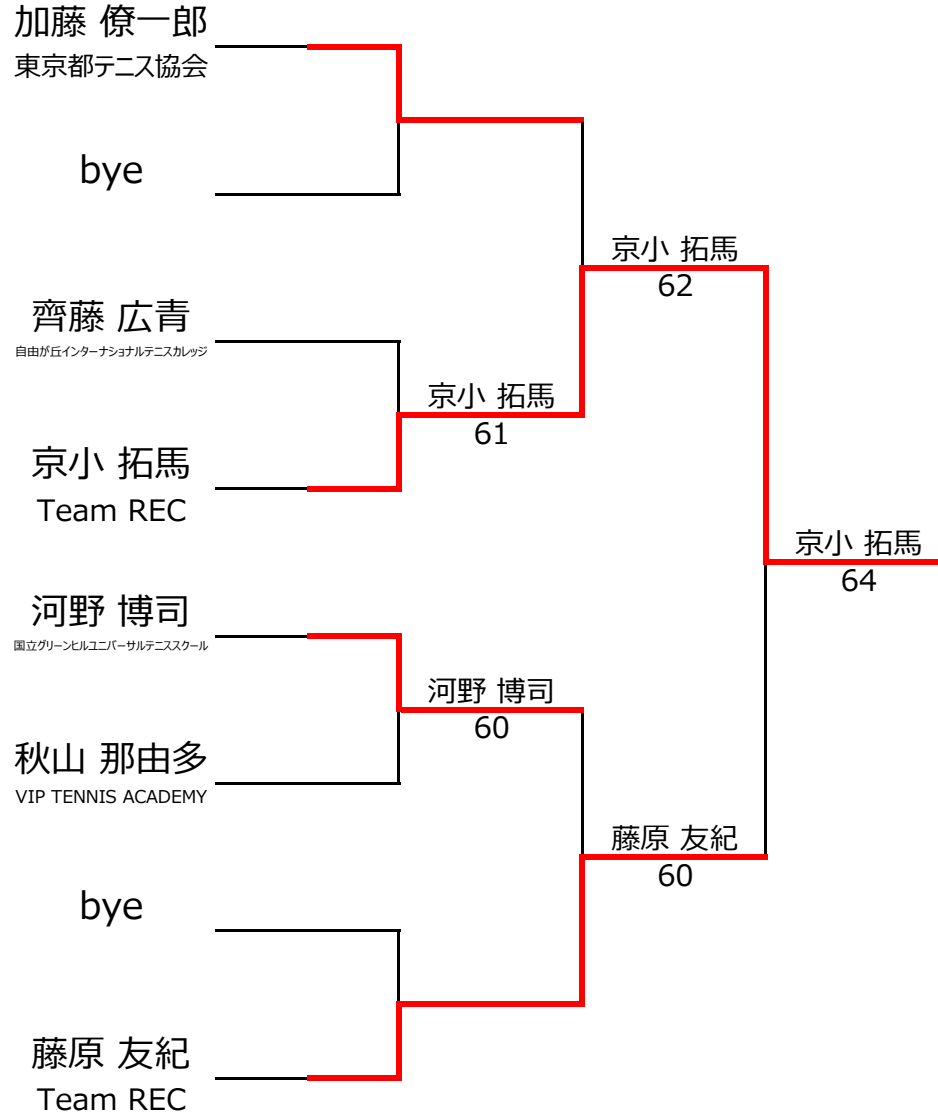 加藤 僚一郎
東京都テニス協会
bye
京小 拓馬
62
齊藤 広青
自由が丘インターナショナルテニスカレッジ
京小 拓馬
61
京小 拓馬
Team REC
京小 拓馬
64
河野 博司
国立グリーンヒルユニバーサルテニススクール
河野 博司
60
秋山 那由多
VIP TENNIS ACADEMY
藤原 友紀
60
bye
藤原 友紀
Team REC